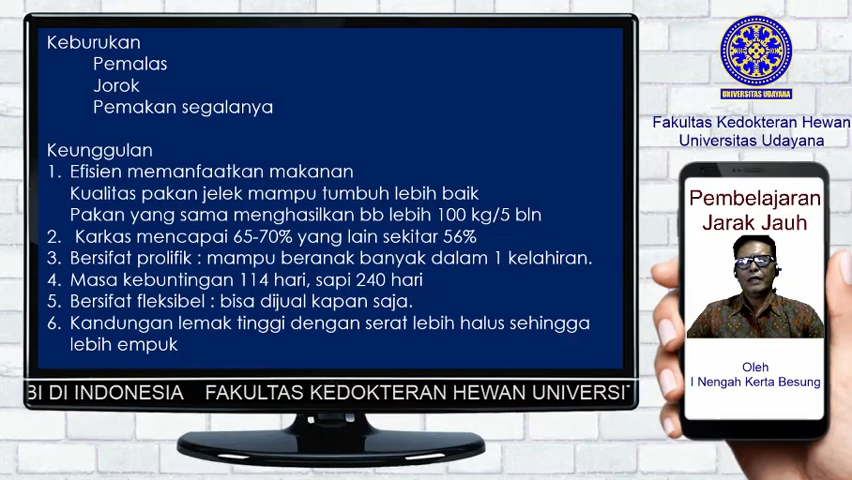 Keburukan
Pemalas
Jorok
Pemakan segalanya
Keunggulan
1. Efisien memanfaatkan makanan
Kualitas pakan jelek mampu tumbuh lebih baik
Pakan yang sama menghasilkan bb lebih 100 kg/5 bln
2. Karkas mencapai 65-70% yang lain sekitar 56%
3. Bersifat prolifik : mampu beranak banyak dalam 1 kelahiran.
4. Masa kebuntingan 114 hari, sapi 240 hari
5. Bersifat fleksibel : bisa dijual kapan saja.
6. Kandungan lemak tinggi dengan serat lebih halus sehingga
lebih empuk
BI DI INDONESIA FAKULTAS KEDOKTERAN HEWAN UNIVERSIT
UNIVERSITAS UDAYANA
Fakultas Kedokteran Hewan
Universitas Udayana
Pembelajaran
Jarak Jauh
Oleh
I Nengah Kerta Besung